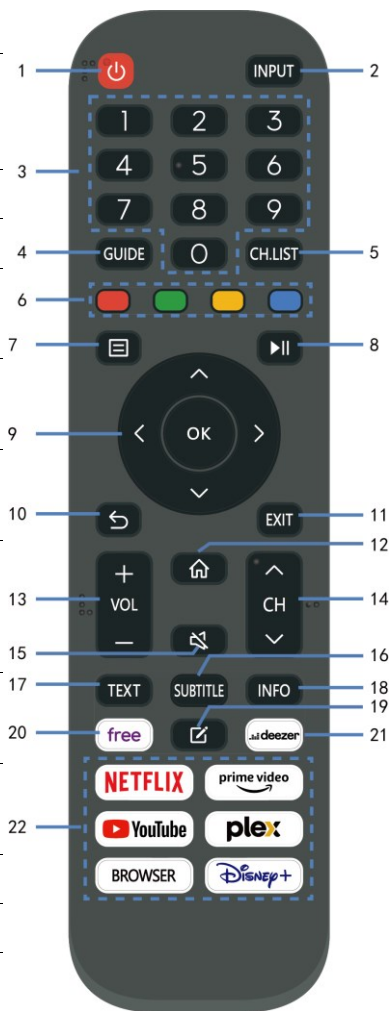 1 INPUT 2
1 2 3
3 4 5 6
7 8 9
4 GUIDE 0 CH.LIST 5
6
7 8
9 OK
10 EXIT 11
12
13 + VOL — CH 14
15
16
17 TEXT SUBTITLE INFO 18
19
20 free deezer 21
NETFLIX prime video
22 YouTube plex
BROWSER Disney+